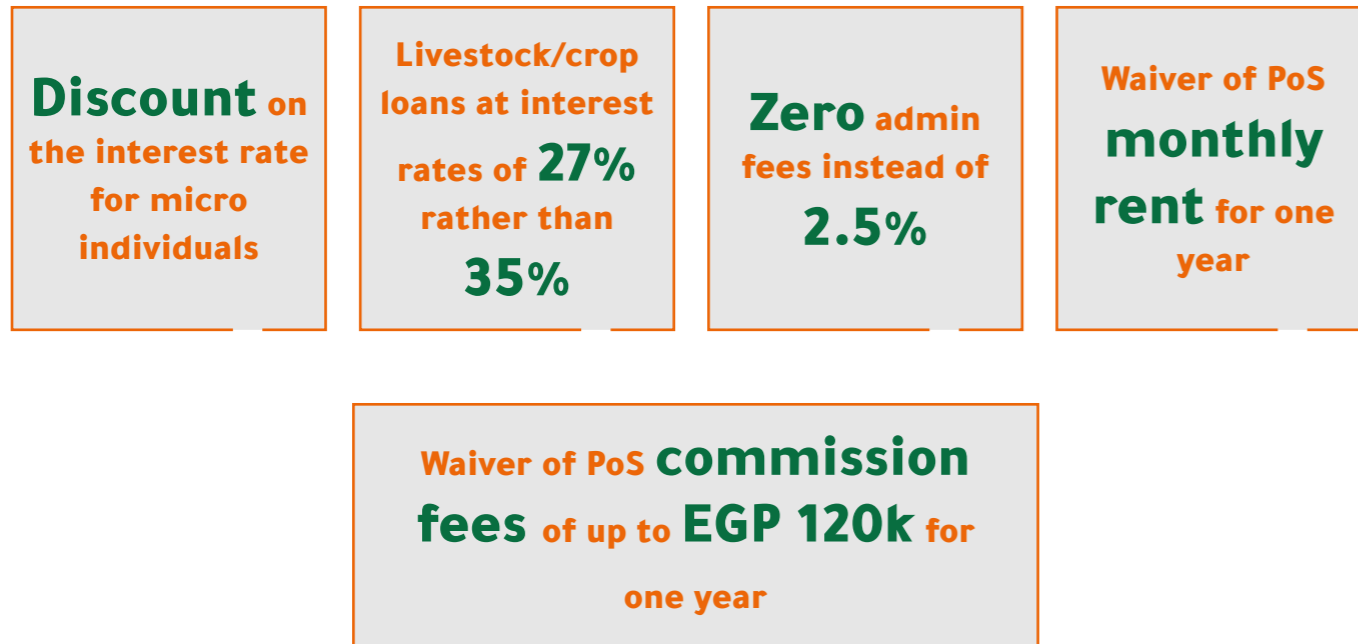 Discount on
the interest rate
for micro
individuals
Livestock/crop
loans at interest
rates of 27%
rather than
35%
Zero admin
fees instead of
2.5%
Waiver of PoS
monthly
rent for one
year
Waiver of PoS commission
fees of up to EGP 120k for
one year